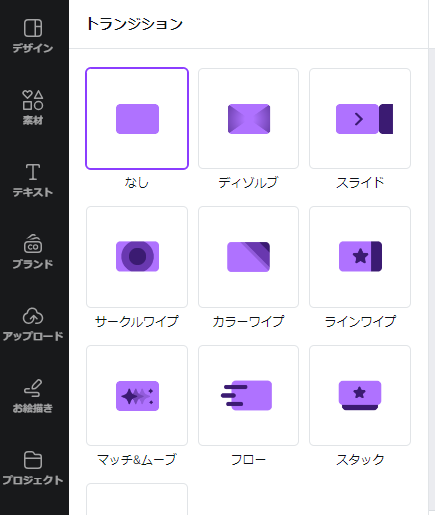 トランジション
デザイン
素材
テキスト
CO
ブランド
アップロード
お絵描き
プロジェクト
なし
ディゾルブ
スライド
サークルワイプ
カラーワイプ
ラインワイプ
マッチ&ムーブ
フロー
スタック